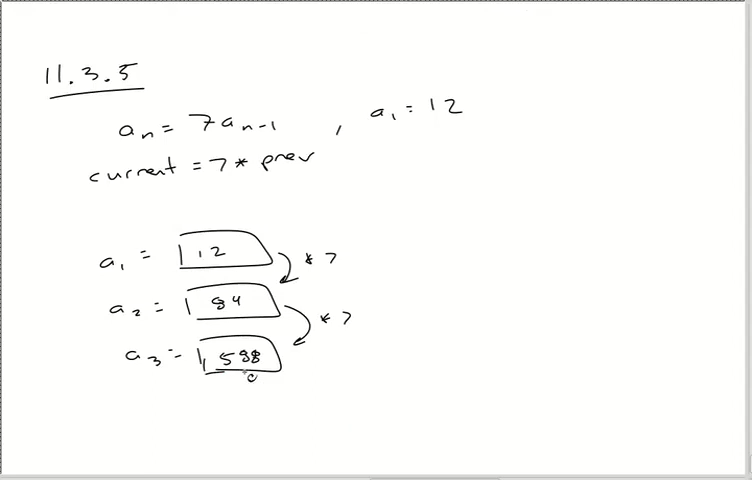 11.3.5
aₙ = 7aₙ₋₁ , a₁ = 12
current = 7 * prev
a₁ = 12 * 7
a₂ = 84 * 7
a₃ = 588